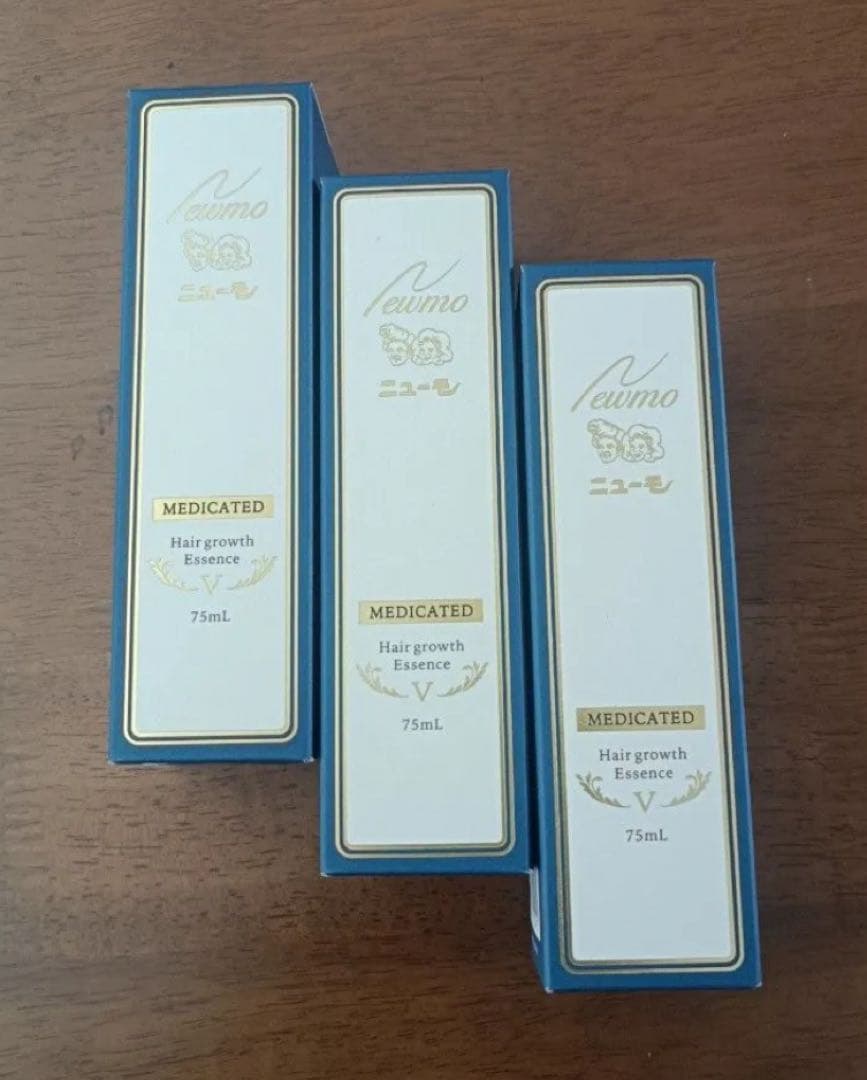 Newmo
ニューモ
MEDICATED
Hair growth
Essence
V
75mL
Newmo
ニューモ
MEDICATED
Hair growth
Essence
V
75mL
Newmo
ニューモ
MEDICATED
Hair growth
Essence
V
75mL